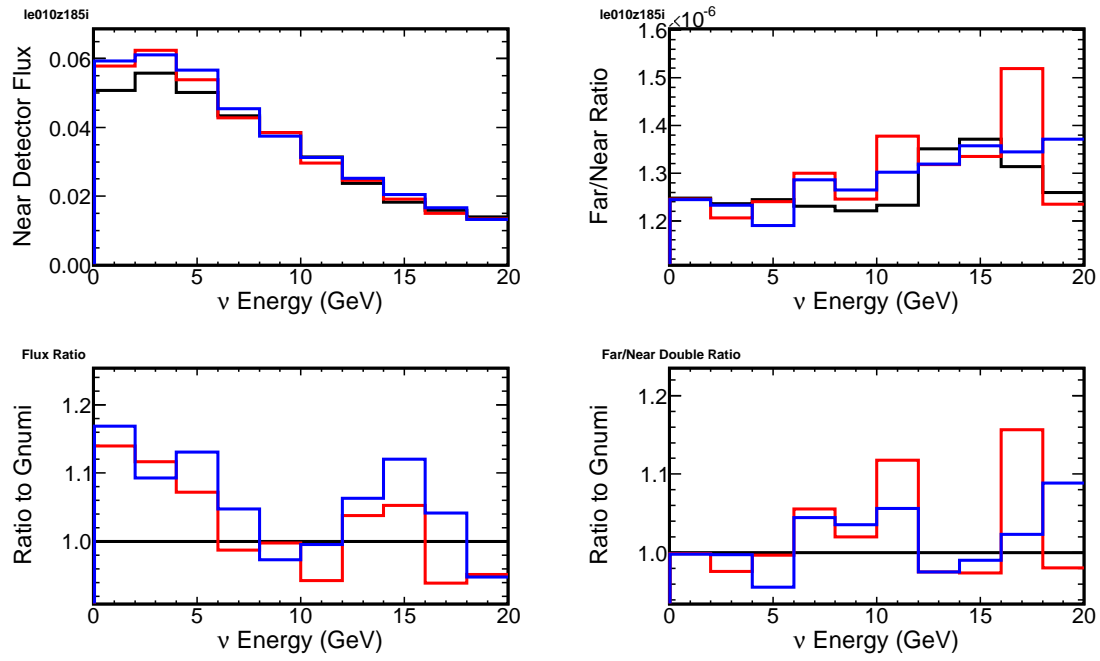 le010z185i
Near Detector Flux
0.06
0.04
0.02
0.00
0 5 10 15 20
ν Energy (GeV)
le010z185i
×10⁻⁶
Far/Near Ratio
1.6
1.5
1.4
1.3
1.2
0 5 10 15 20
ν Energy (GeV)
Flux Ratio
Ratio to Gnumi
1.2
1.1
1.0
0 5 10 15 20
ν Energy (GeV)
Far/Near Double Ratio
Ratio to Gnumi
1.2
1.1
1.0
0 5 10 15 20
ν Energy (GeV)